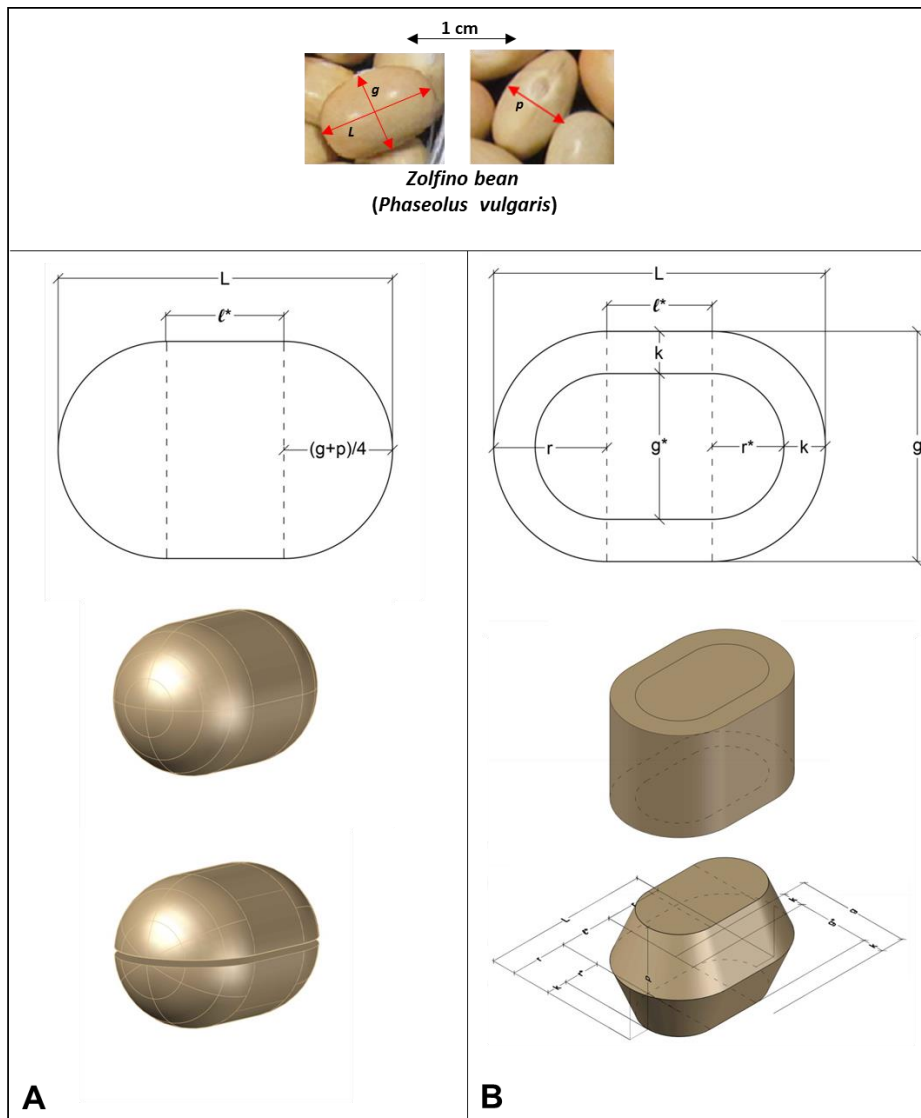 1 cm
g
L
p
Zolfino bean
(Phaseolus vulgaris)
L
ℓ*
(g+p)/4
L
ℓ*
k
r
g*
r*
k
g
L
r
k
k
k
A
B